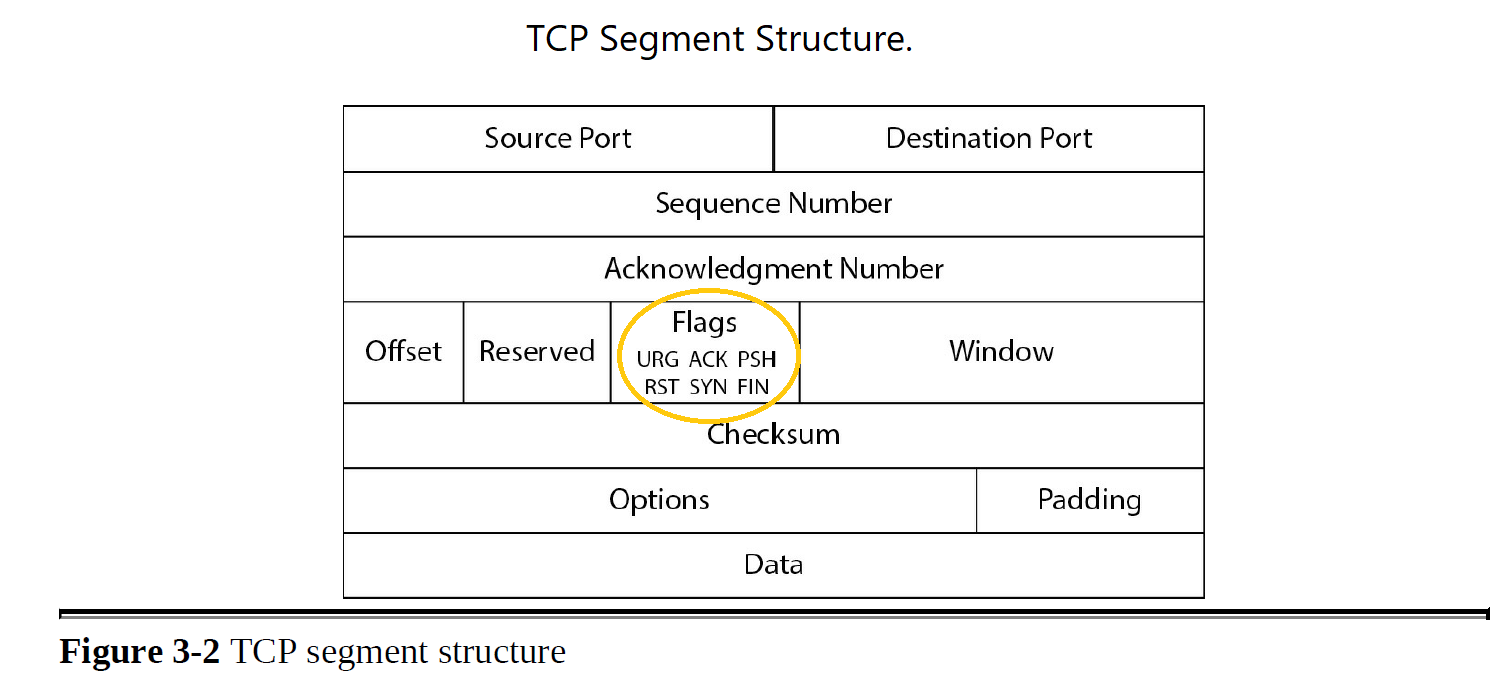 TCP Segment Structure.
Source Port Destination Port
Sequence Number
Acknowledgment Number
Offset Reserved Flags Window
URG ACK PSH
RST SYN FIN
Checksum
Options Padding
Data
Figure 3-2 TCP segment structure